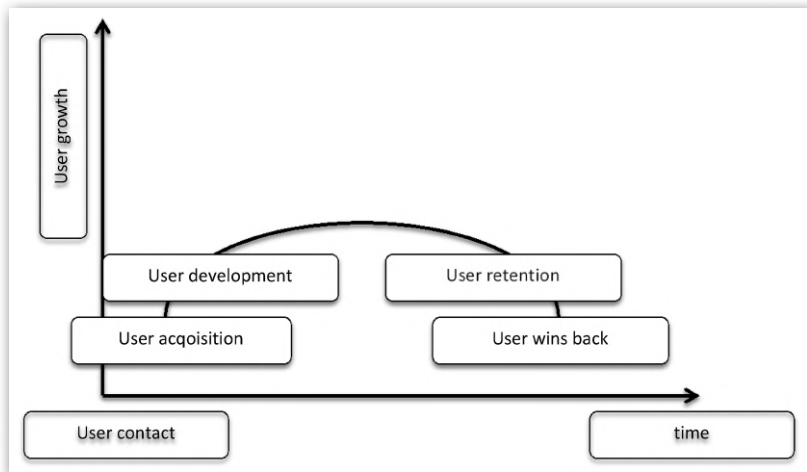 User growth
User development
User retention
User acqoisition
User wins back
User contact
time